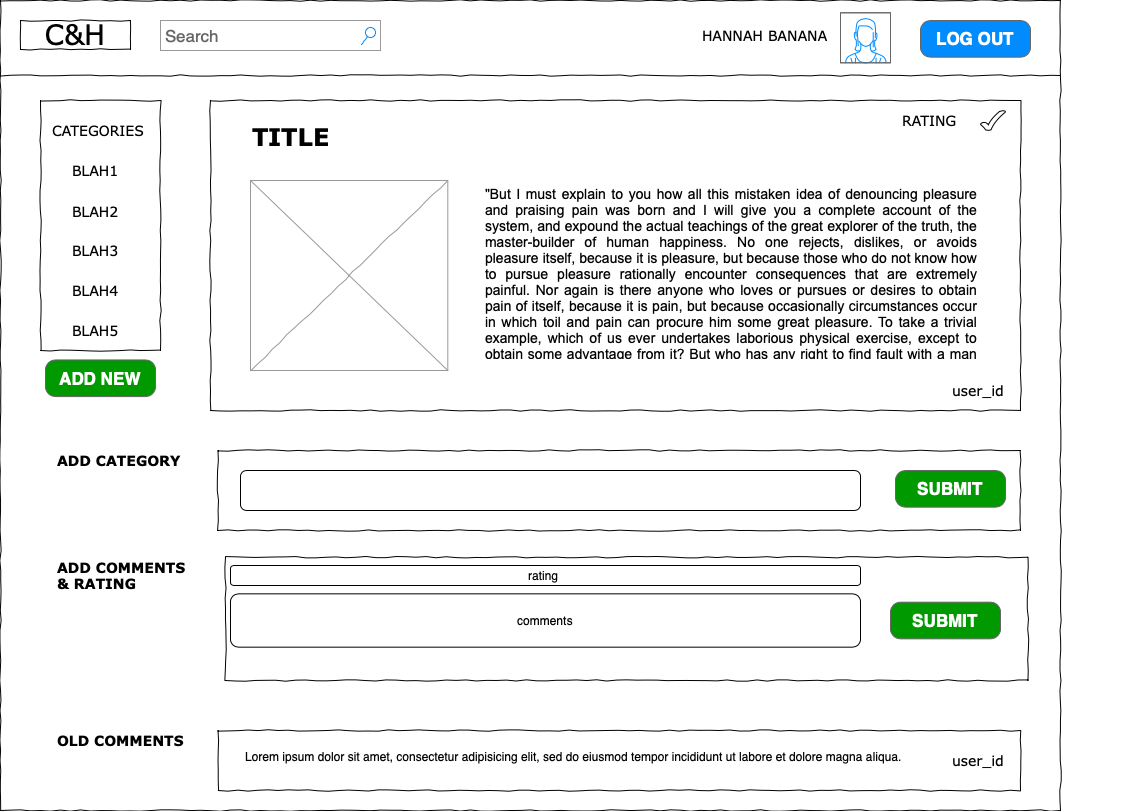 C&H
Search
HANNAH BANANA
LOG OUT
CATEGORIES
BLAH1
BLAH2
BLAH3
BLAH4
BLAH5
ADD NEW
TITLE
RATING
"But I must explain to you how all this mistaken idea of denouncing pleasure
and praising pain was born and I will give you a complete account of the
system, and expound the actual teachings of the great explorer of the truth, the
master-builder of human happiness. No one rejects, dislikes, or avoids
pleasure itself, because it is pleasure, but because those who do not know how
to pursue pleasure rationally encounter consequences that are extremely
painful. Nor again is there anyone who loves or pursues or desires to obtain
pain of itself, because it is pain, but because occasionally circumstances occur
in which toil and pain can procure him some great pleasure. To take a trivial
example, which of us ever undertakes laborious physical exercise, except to
obtain some advantage from it? But who has any right to find fault with a man
user_id
ADD CATEGORY
SUBMIT
ADD COMMENTS
& RATING
rating
comments
SUBMIT
OLD COMMENTS
Lorem ipsum dolor sit amet, consectetur adipisicing elit, sed do eiusmod tempor incididunt ut labore et dolore magna aliqua.
user_id